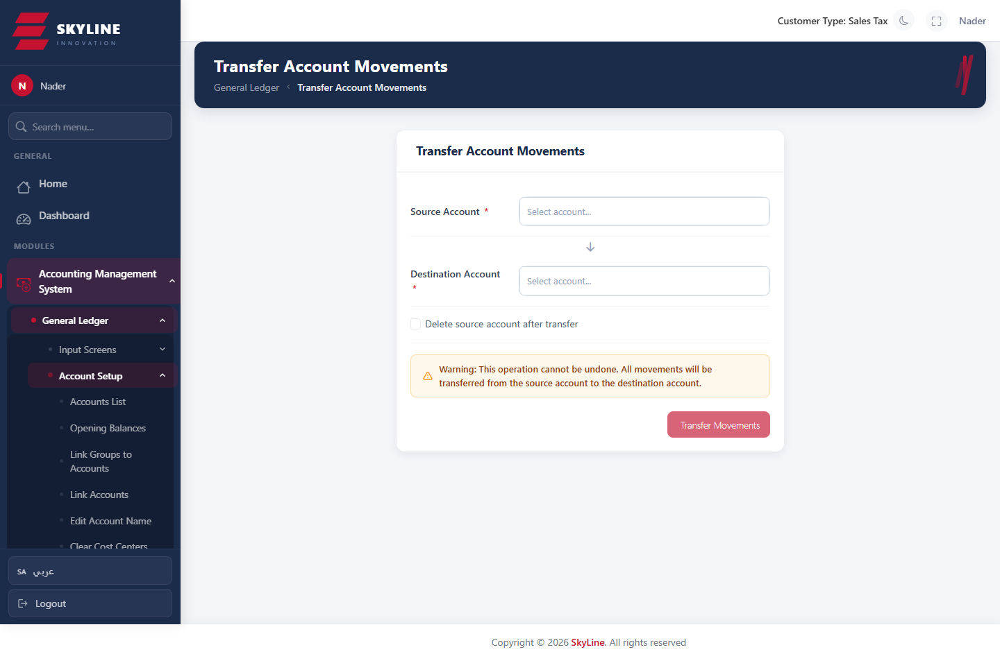 SKYLINE
INNOVATION
N
Nader
Search menu...
GENERAL
Home
Dashboard
MODULES
Accounting Management
System
General Ledger
Input Screens
Account Setup
Accounts List
Opening Balances
Link Groups to
Accounts
Link Accounts
Edit Account Name
Clear Cost Centers
SA عربي
Logout
Customer Type: Sales Tax
Nader
Transfer Account Movements
General Ledger < Transfer Account Movements
Transfer Account Movements
Source Account *
Select account...
Destination Account
*
Select account...
Delete source account after transfer
Warning: This operation cannot be undone. All movements will be
transferred from the source account to the destination account.
Transfer Movements
Copyright © 2026 SkyLine. All rights reserved